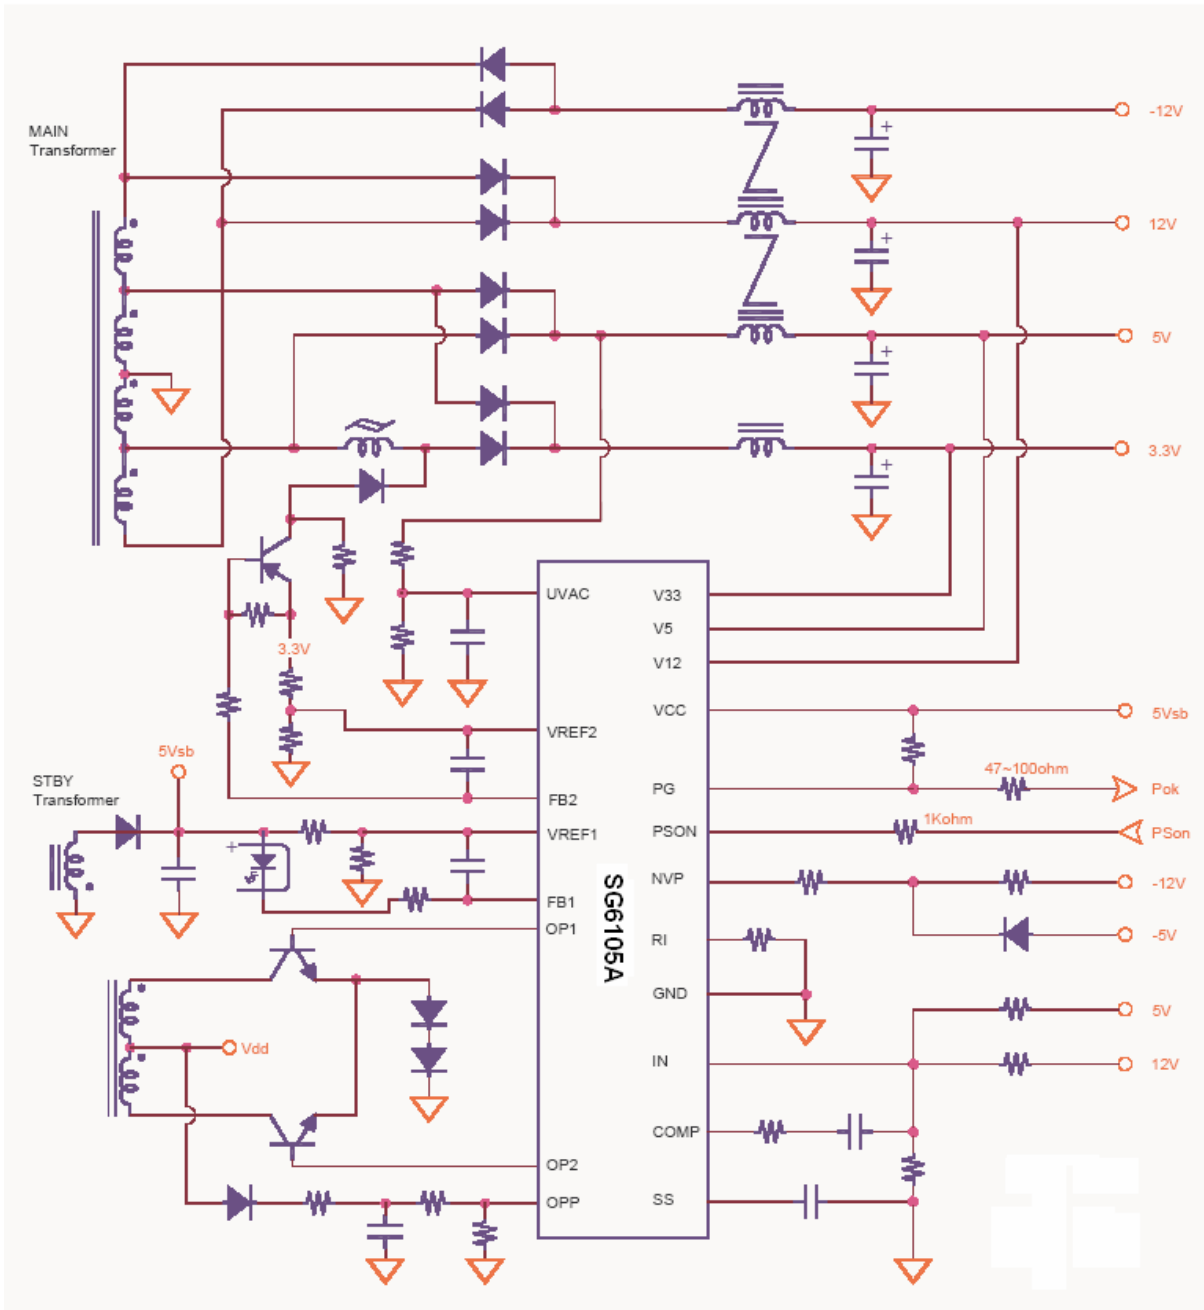 -12V
MAIN
Transformer
12V
5V
3.3V
UVAC
V33
V5
V12
3.3V
VCC
5Vsb
VREF2
5Vsb
STBY
Transformer
47~100ohm
PG
Pok
FB2
1Kohm
VREF1
PSON
PSon
NVP
-12V
FB1
OP1
SG6105A
RI
-5V
GND
5V
Vdd
IN
12V
COMP
OP2
OPP
SS